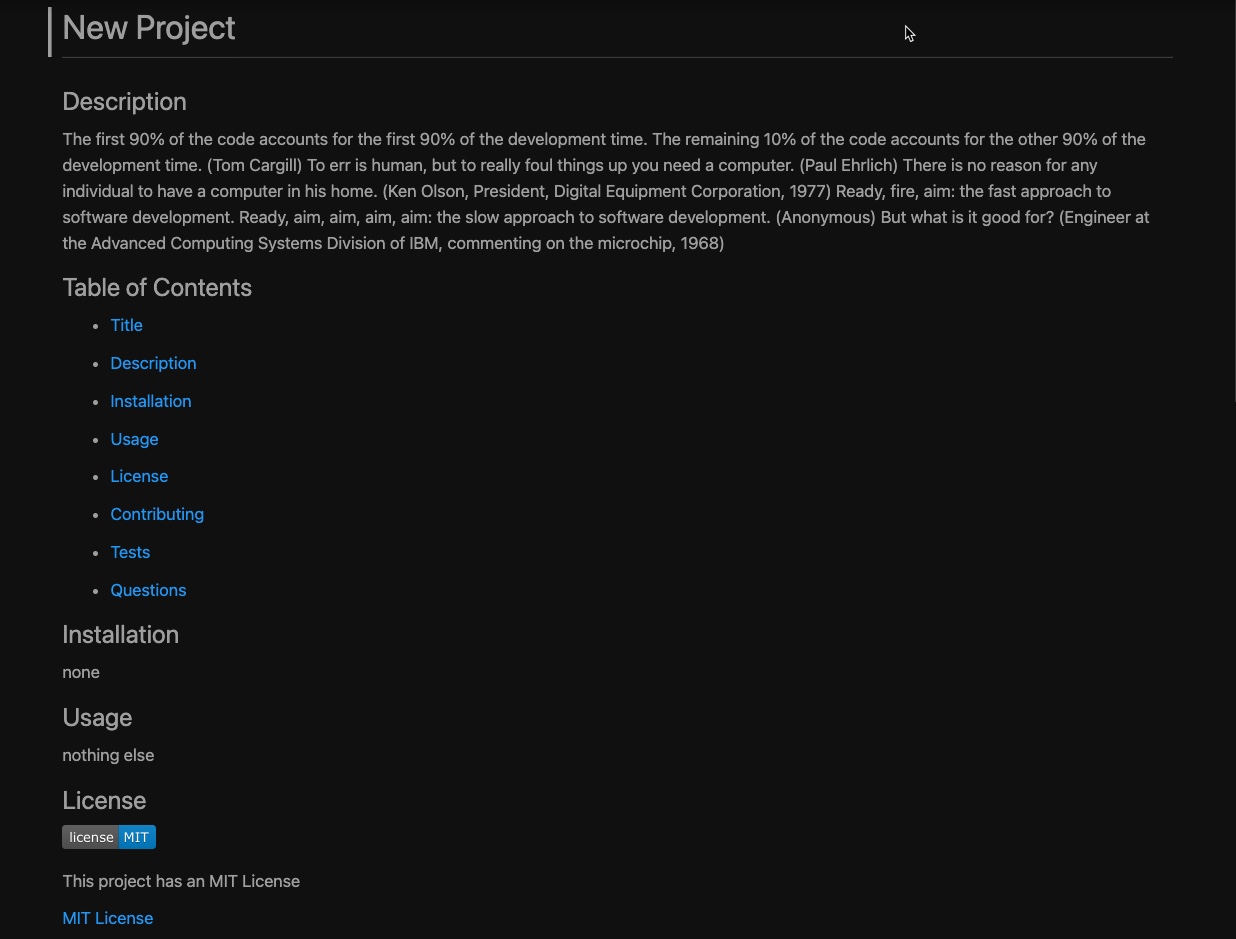 New Project
Description
The first 90% of the code accounts for the first 90% of the development time. The remaining 10% of the code accounts for the other 90% of the
development time. (Tom Cargill) To err is human, but to really foul things up you need a computer. (Paul Ehrlich) There is no reason for any
individual to have a computer in his home. (Ken Olson, President, Digital Equipment Corporation, 1977) Ready, fire, aim: the fast approach to
software development. Ready, aim, aim, aim, aim: the slow approach to software development. (Anonymous) But what is it good for? (Engineer at
the Advanced Computing Systems Division of IBM, commenting on the microchip, 1968)
Table of Contents
Title
Description
Installation
Usage
License
Contributing
Tests
Questions
Installation
none
Usage
nothing else
License
license MIT
This project has an MIT License
MIT License